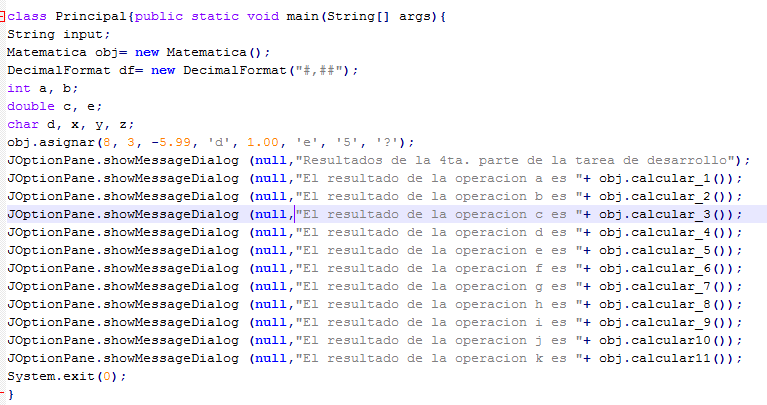 class Principal{public static void main(String[] args){
String input;
Matematica obj= new Matematica();
DecimalFormat df= new DecimalFormat("#,##");
int a, b;
double c, e;
char d, x, y, z;
obj.asignar(8, 3, -5.99, 'd', 1.00, 'e', '5', '?');
JOptionPane.showMessageDialog (null,"Resultados de la 4ta. parte de la tarea de desarrollo");
JOptionPane.showMessageDialog (null,"El resultado de la operacion a es "+ obj.calcular_1());
JOptionPane.showMessageDialog (null,"El resultado de la operacion b es "+ obj.calcular_2());
JOptionPane.showMessageDialog (null,"El resultado de la operacion c es "+ obj.calcular_3());
JOptionPane.showMessageDialog (null,"El resultado de la operacion d es "+ obj.calcular_4());
JOptionPane.showMessageDialog (null,"El resultado de la operacion e es "+ obj.calcular_5());
JOptionPane.showMessageDialog (null,"El resultado de la operacion f es "+ obj.calcular_6());
JOptionPane.showMessageDialog (null,"El resultado de la operacion g es "+ obj.calcular_7());
JOptionPane.showMessageDialog (null,"El resultado de la operacion h es "+ obj.calcular_8());
JOptionPane.showMessageDialog (null,"El resultado de la operacion i es "+ obj.calcular_9());
JOptionPane.showMessageDialog (null,"El resultado de la operacion j es "+ obj.calcular10());
JOptionPane.showMessageDialog (null,"El resultado de la operacion k es "+ obj.calcular11());
System.exit(0);
}